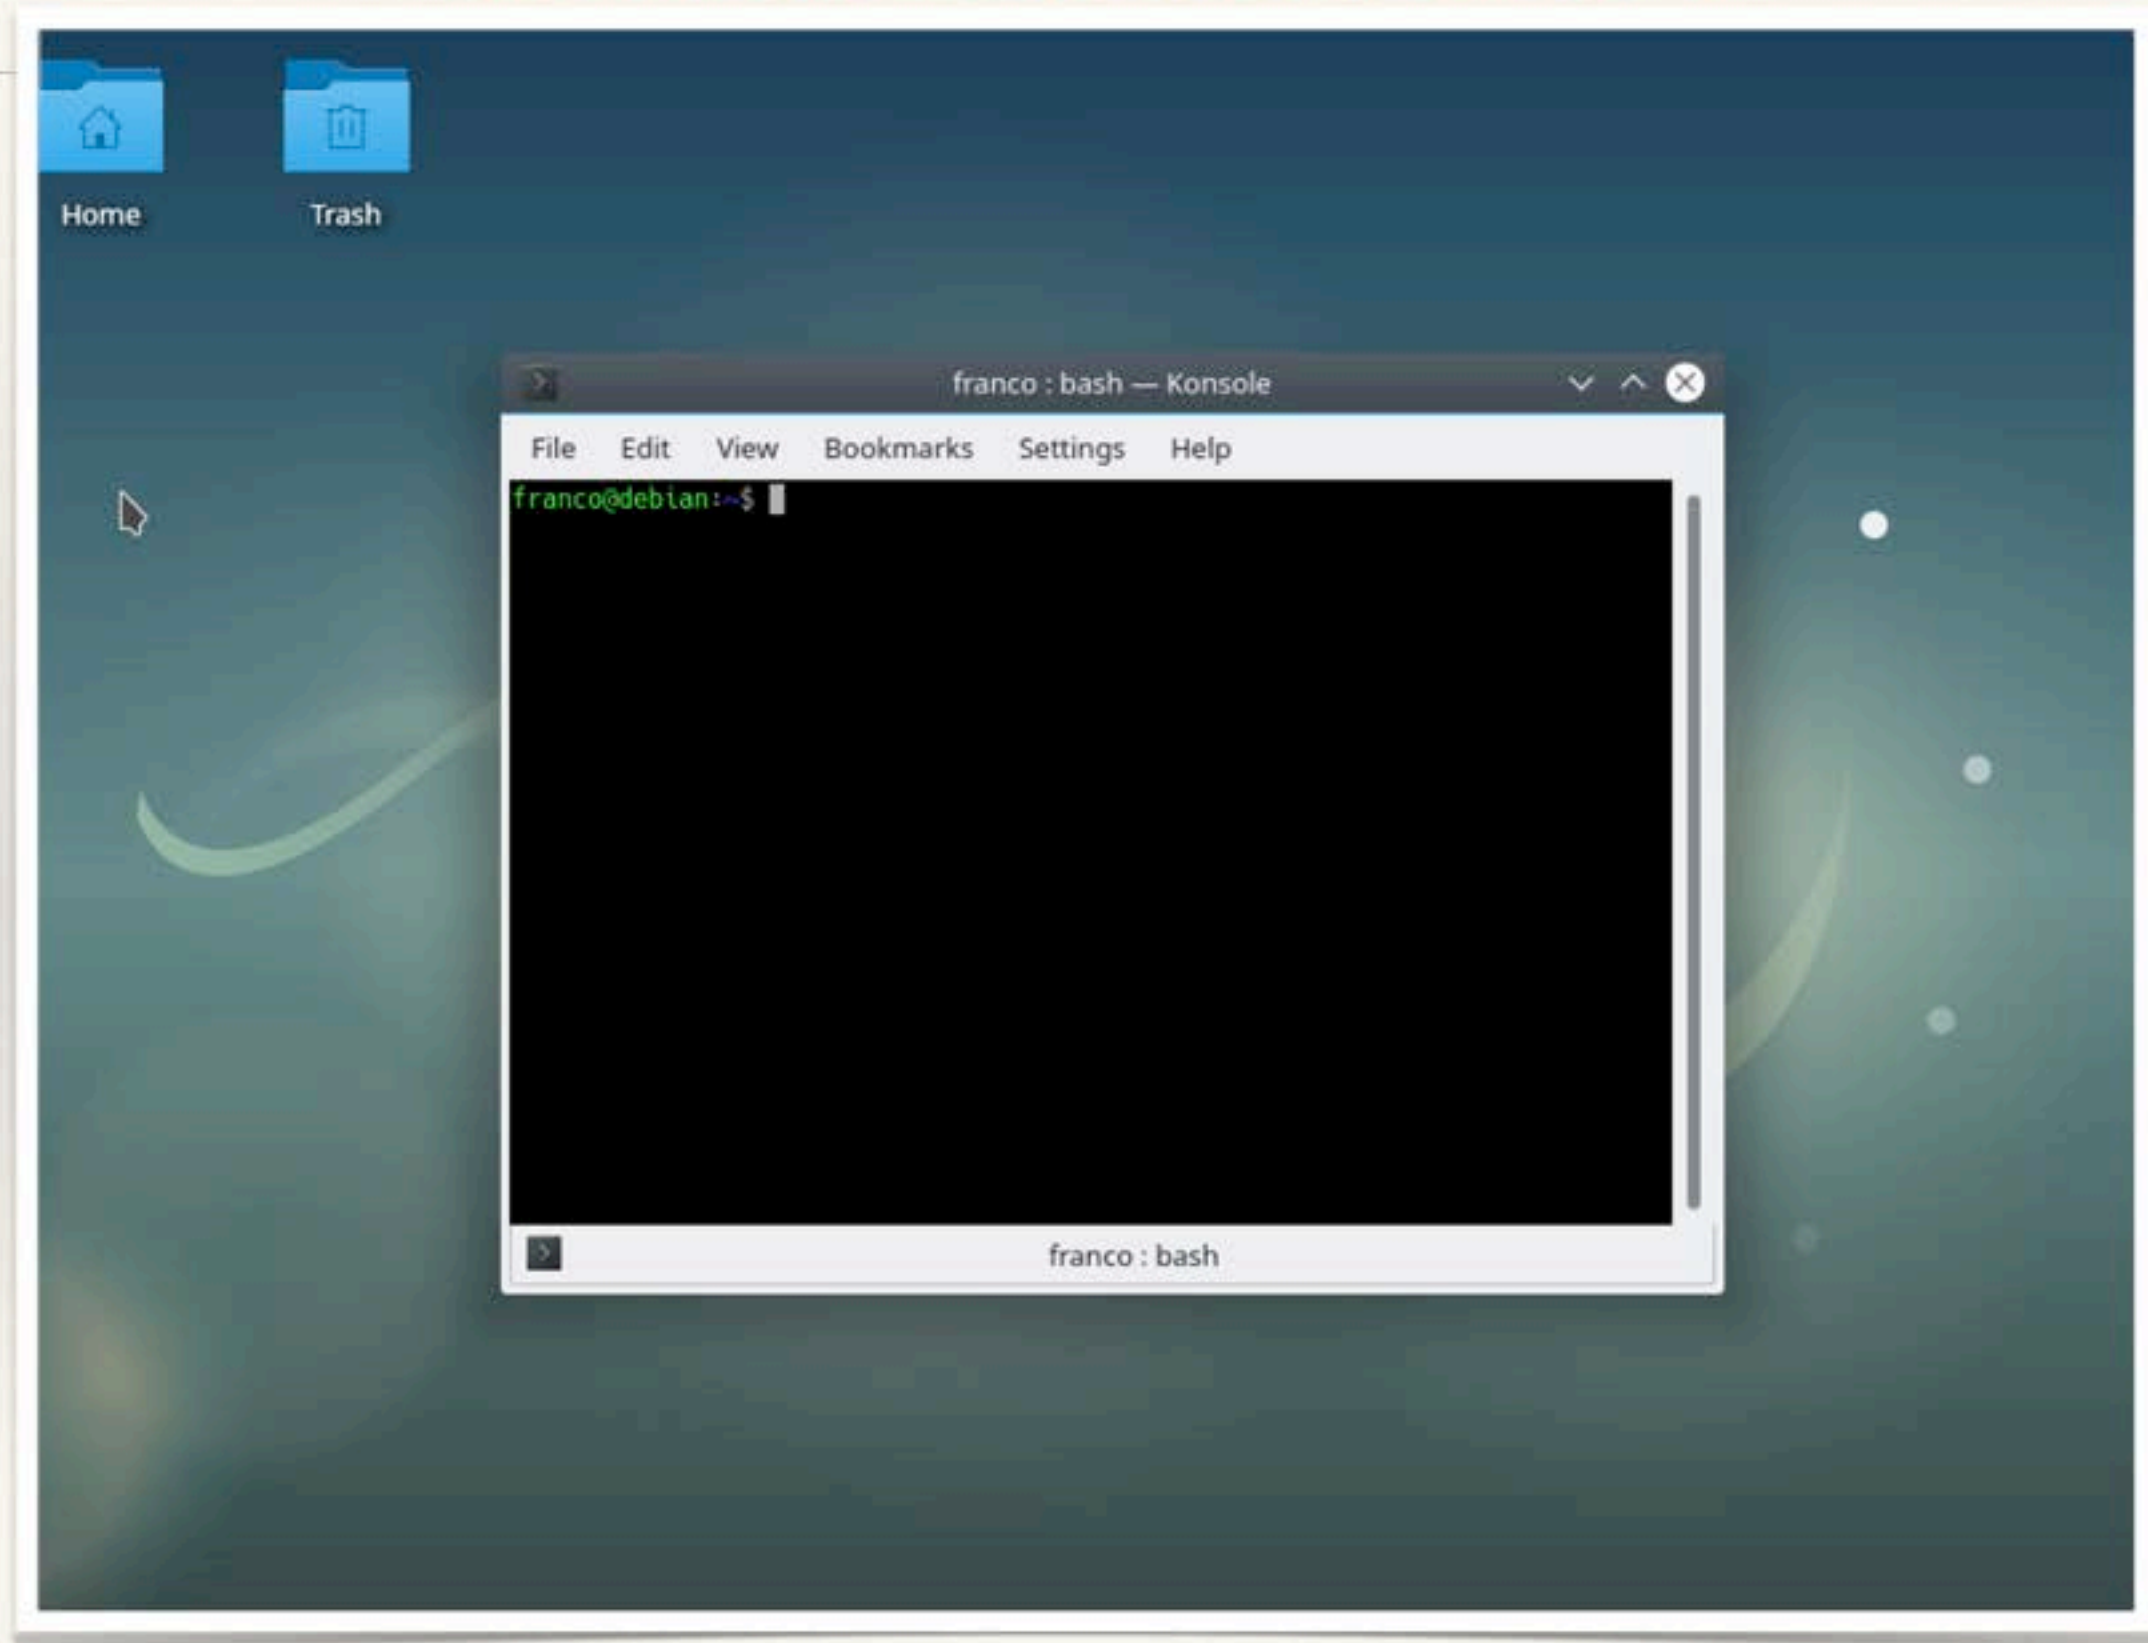 Home
Trash
franco : bash — Konsole
File Edit View Bookmarks Settings Help
franco@debian:~$
franco : bash